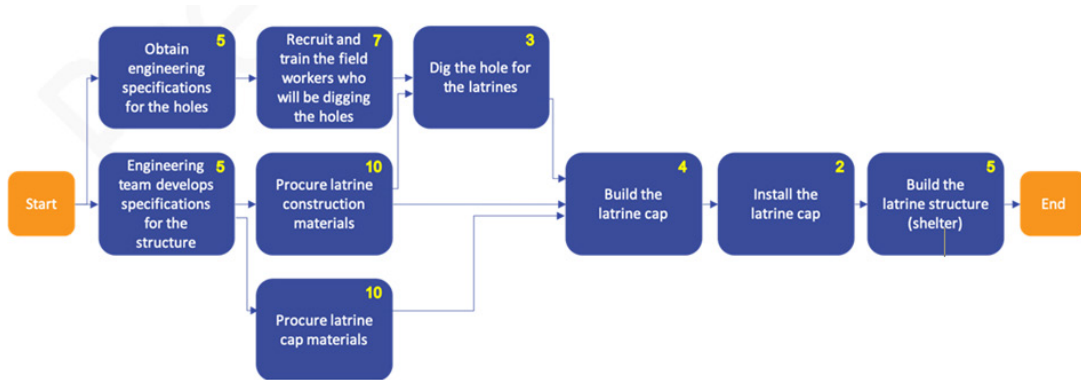 5
Obtain
engineering
specifications
for the holes
7
Recruit and
train the field
workers who
will be digging
the holes
3
Dig the hole for
the latrines
Start
5
Engineering
team develops
specifications
for the
structure
10
Procure latrine
construction
materials
10
Procure latrine
cap materials
4
Build the
latrine cap
2
Install the
latrine cap
5
Build the
latrine structure
(shelter)
End